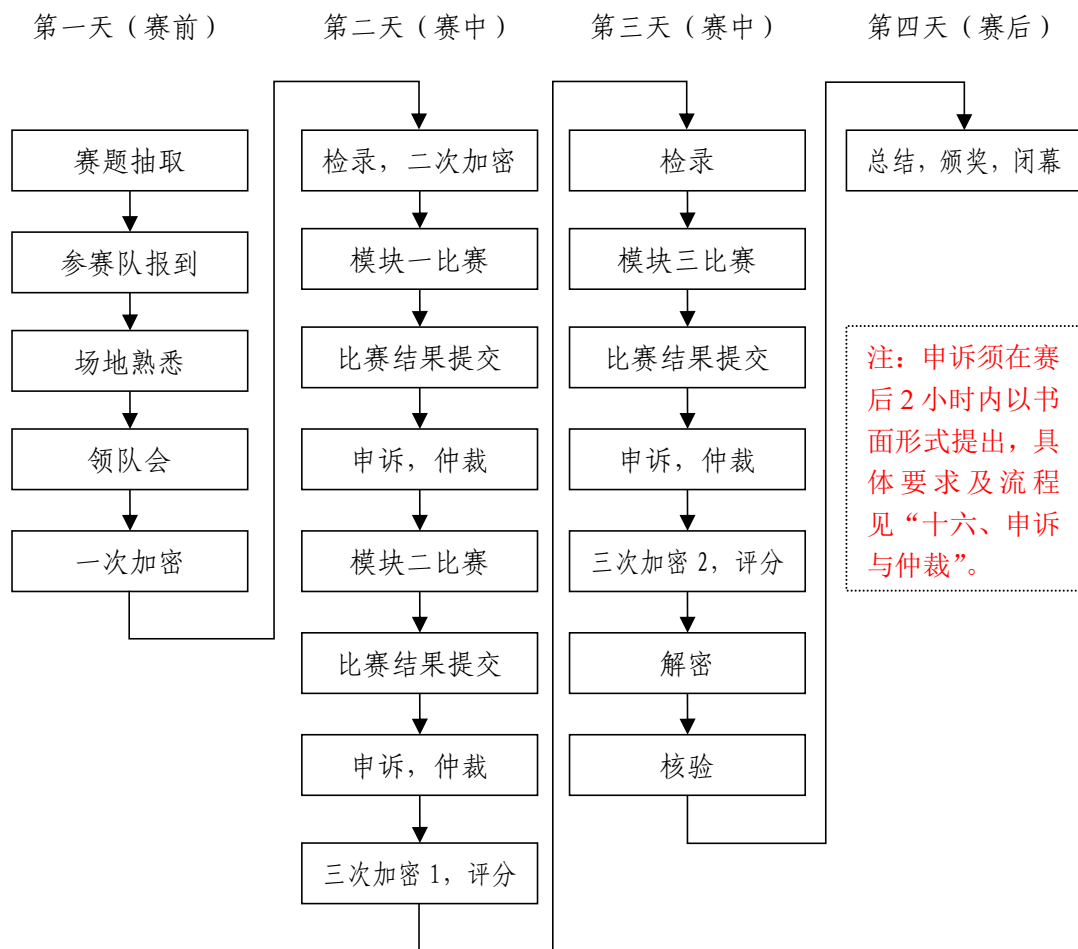 第一天（赛前）
赛题抽取
参赛队报到
场地熟悉
领队会
一次加密
第二天（赛中）
检录，二次加密
模块一比赛
比赛结果提交
申诉，仲裁
模块二比赛
比赛结果提交
申诉，仲裁
三次加密 1，评分
第三天（赛中）
检录
模块三比赛
比赛结果提交
申诉，仲裁
三次加密 2，评分
解密
核验
第四天（赛后）
总结，颁奖，闭幕
注：申诉须在赛
后 2 小时内以书
面形式提出，具
体要求及流程
见“十六、申诉
与仲裁”。